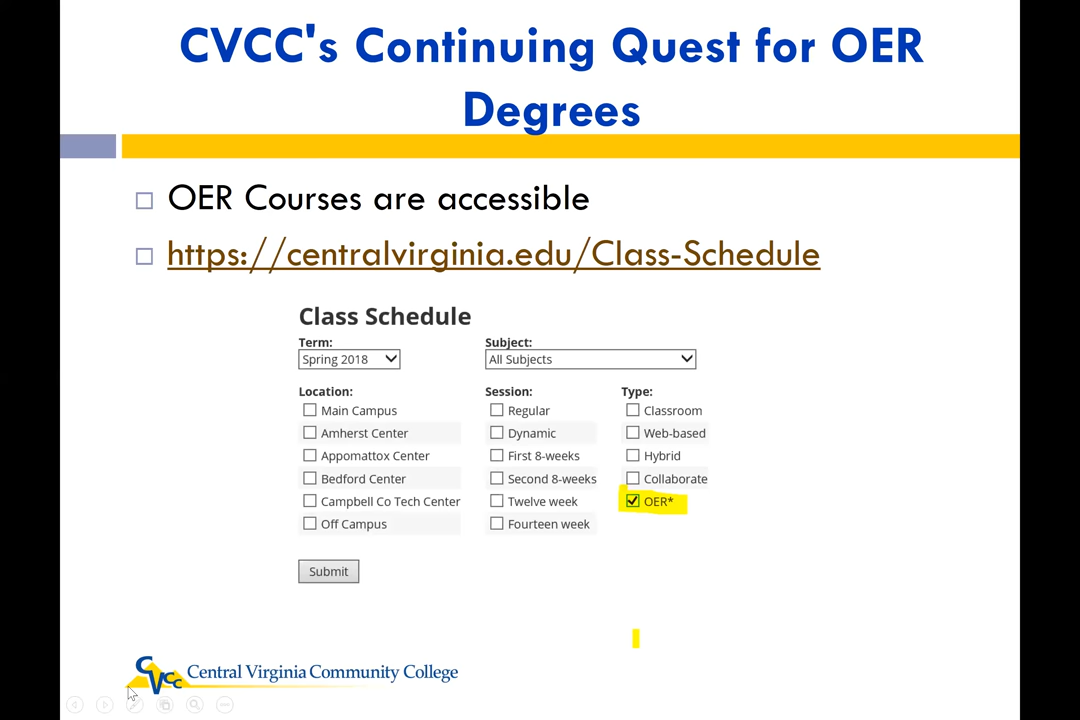 CVCC's Continuing Quest for OER
Degrees
OER Courses are accessible
https://centralvirginia.edu/Class-Schedule
Class Schedule
Term: Subject:
Spring 2018 All Subjects
Location: Session: Type:
Main Campus Regular Classroom
Amherst Center Dynamic Web-based
Appomattox Center First 8-weeks Hybrid
Bedford Center Second 8-weeks Collaborate
Campbell Co Tech Center Twelve week OER*
Off Campus Fourteen week
Submit
CVCC Central Virginia Community College